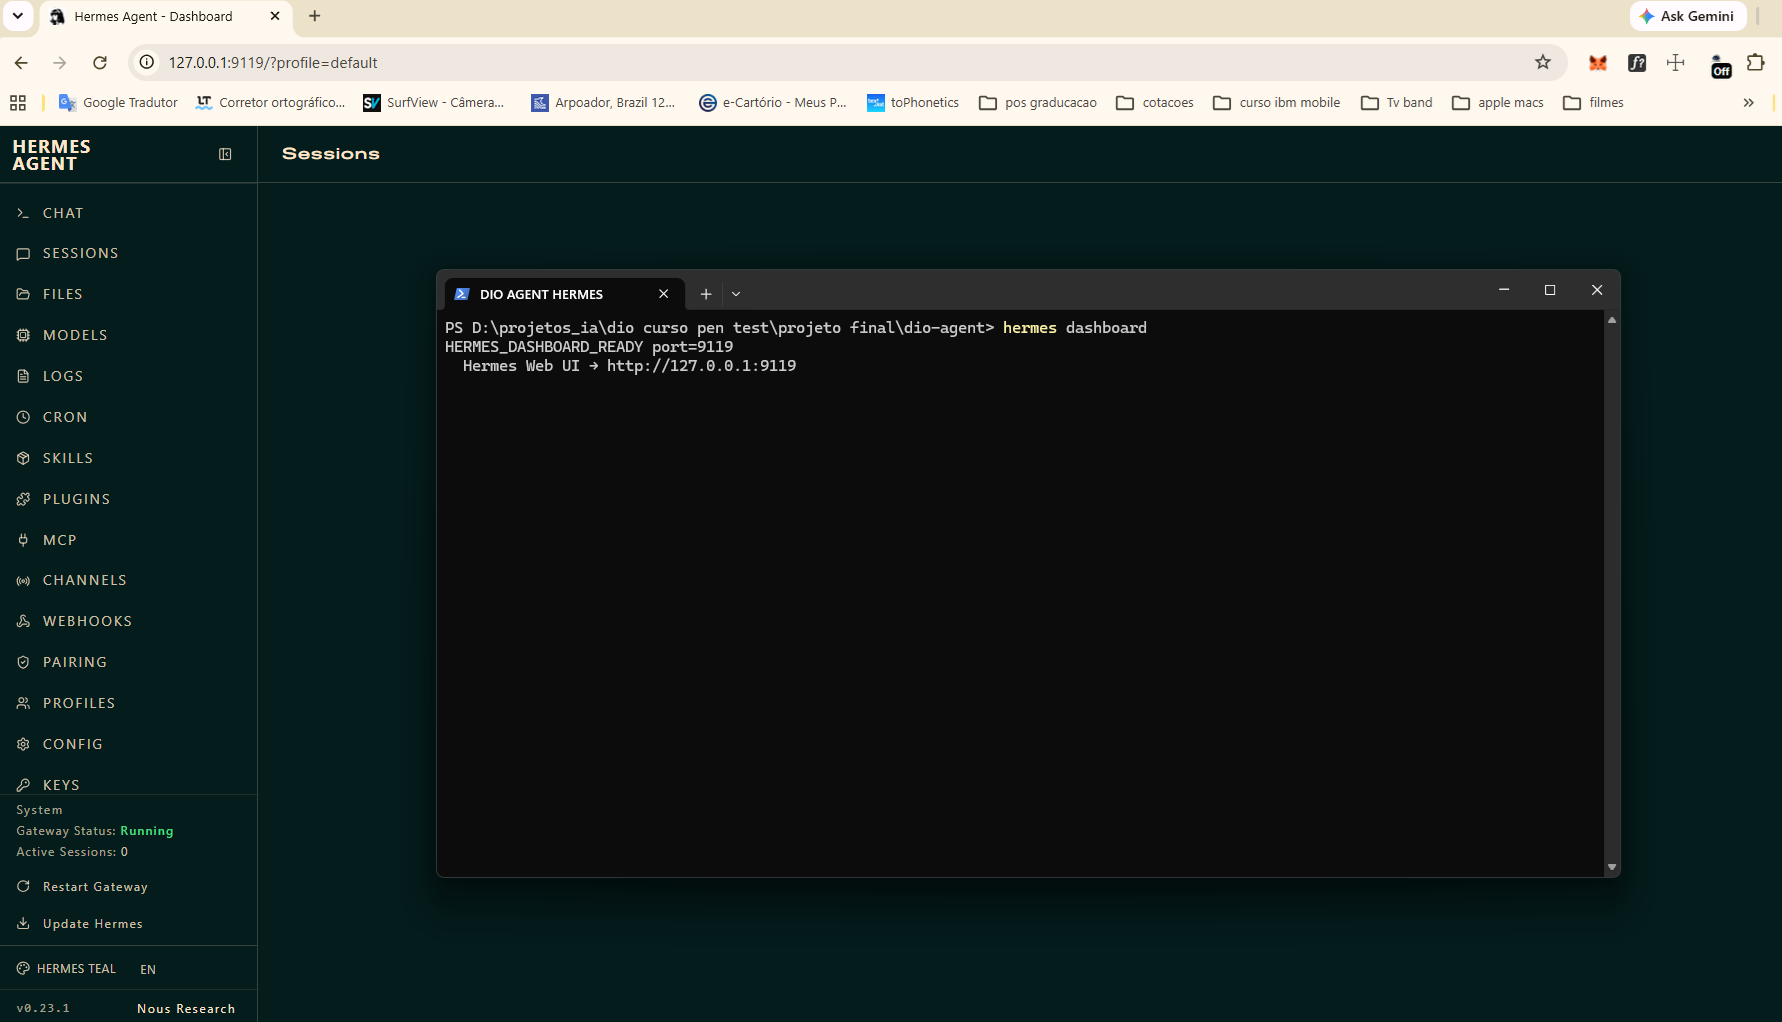 Hermes Agent - Dashboard
Ask Gemini
127.0.0.1:9119/?profile=default
Off
Google Tradutor
Corretor ortográfico...
SurfView - Câmera...
Arpoador, Brazil 12...
e-Cartório - Meus P...
toPhonetics
pos graducacao
cotacoes
curso ibm mobile
Tv band
apple macs
filmes
HERMES
AGENT
Sessions
CHAT
SESSIONS
FILES
MODELS
LOGS
CRON
SKILLS
PLUGINS
MCP
CHANNELS
WEBHOOKS
PAIRING
PROFILES
CONFIG
KEYS
System
Gateway Status: Running
Active Sessions: 0
Restart Gateway
Update Hermes
HERMES TEAL EN
v0.23.1 Nous Research
DIO AGENT HERMES
PS D:\projetos_ia\dio curso pen test\projeto final\dio-agent> hermes dashboard
HERMES_DASHBOARD_READY port=9119
Hermes Web UI → http://127.0.0.1:9119